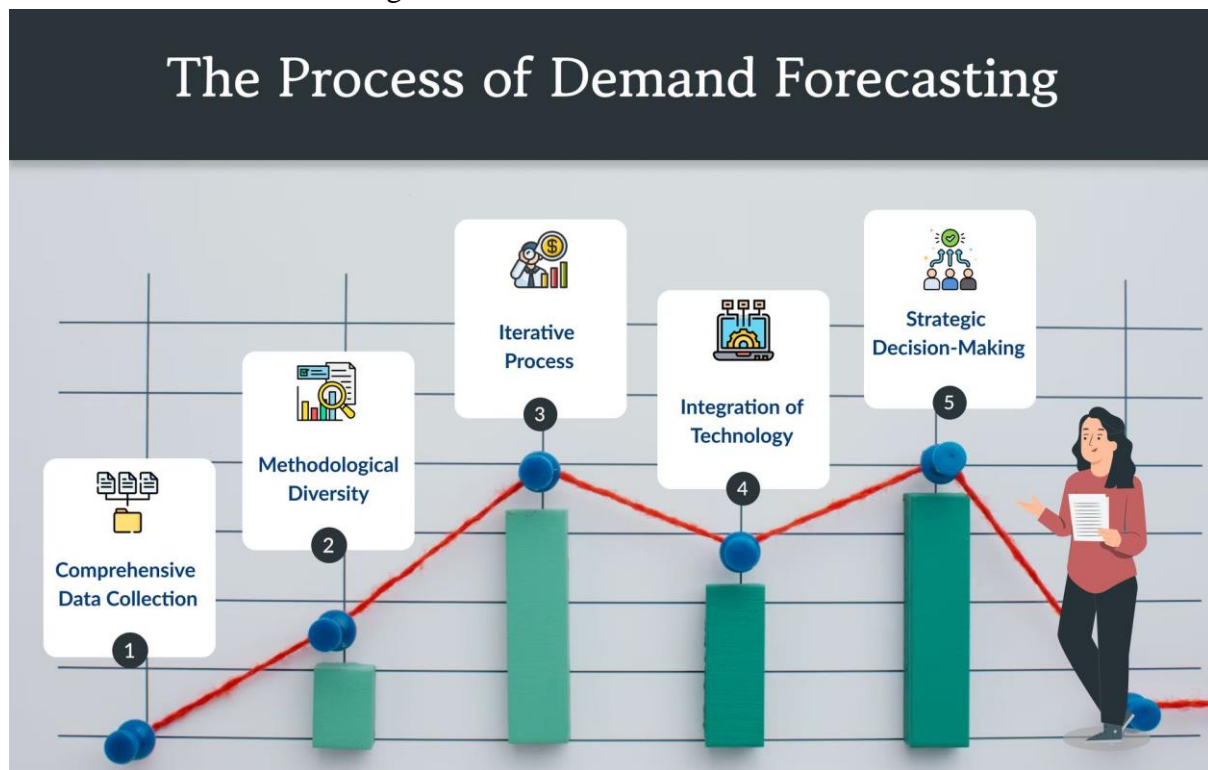 The Process of Demand Forecasting
Comprehensive
Data Collection
1
Methodological
Diversity
2
Iterative
Process
3
Integration of
Technology
4
Strategic
Decision-Making
5